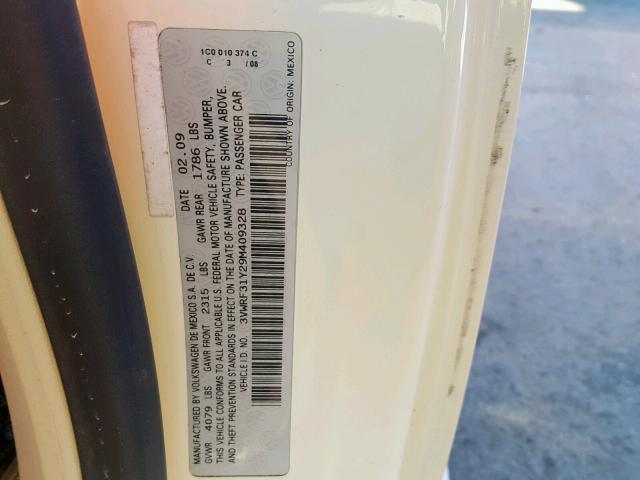 1C0 010 374 C
C 3 /08
MANUFACTURED BY VOLKSWAGEN DE MEXICO S.A. DE C.V. DATE 02.09
GVWR 4079 LBS GAWR FRONT 2315 LBS GAWR REAR 1786 LBS
THIS VEHICLE CONFORMS TO ALL APPLICABLE U.S. FEDERAL MOTOR VEHICLE SAFETY, BUMPER,
AND THEFT PREVENTION STANDARDS IN EFFECT ON THE DATE OF MANUFACTURE SHOWN ABOVE.
VEHICLE I.D. NO. 3VWRF31Y29M409328 TYPE: PASSENGER CAR
COUNTRY OF ORIGIN: MEXICO